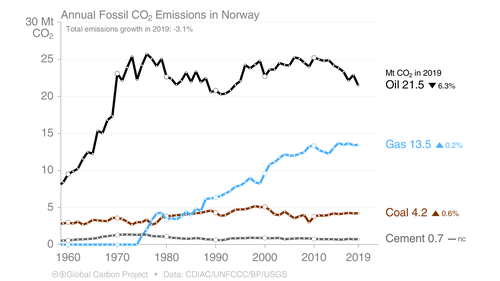 Annual Fossil CO₂ Emissions in Norway
30 Mt
CO₂
Total emissions growth in 2019: -3.1%
25
20
15
10
5
0
1960 1970 1980 1990 2000 2010 2019
Mt CO₂ in 2019
Oil 21.5 ▼ 6.3%
Gas 13.5 ▲ 0.2%
Coal 4.2 ▲ 0.6%
Cement 0.7 — nc
Global Carbon Project • Data: CDIAC/UNFCCC/BP/USGS